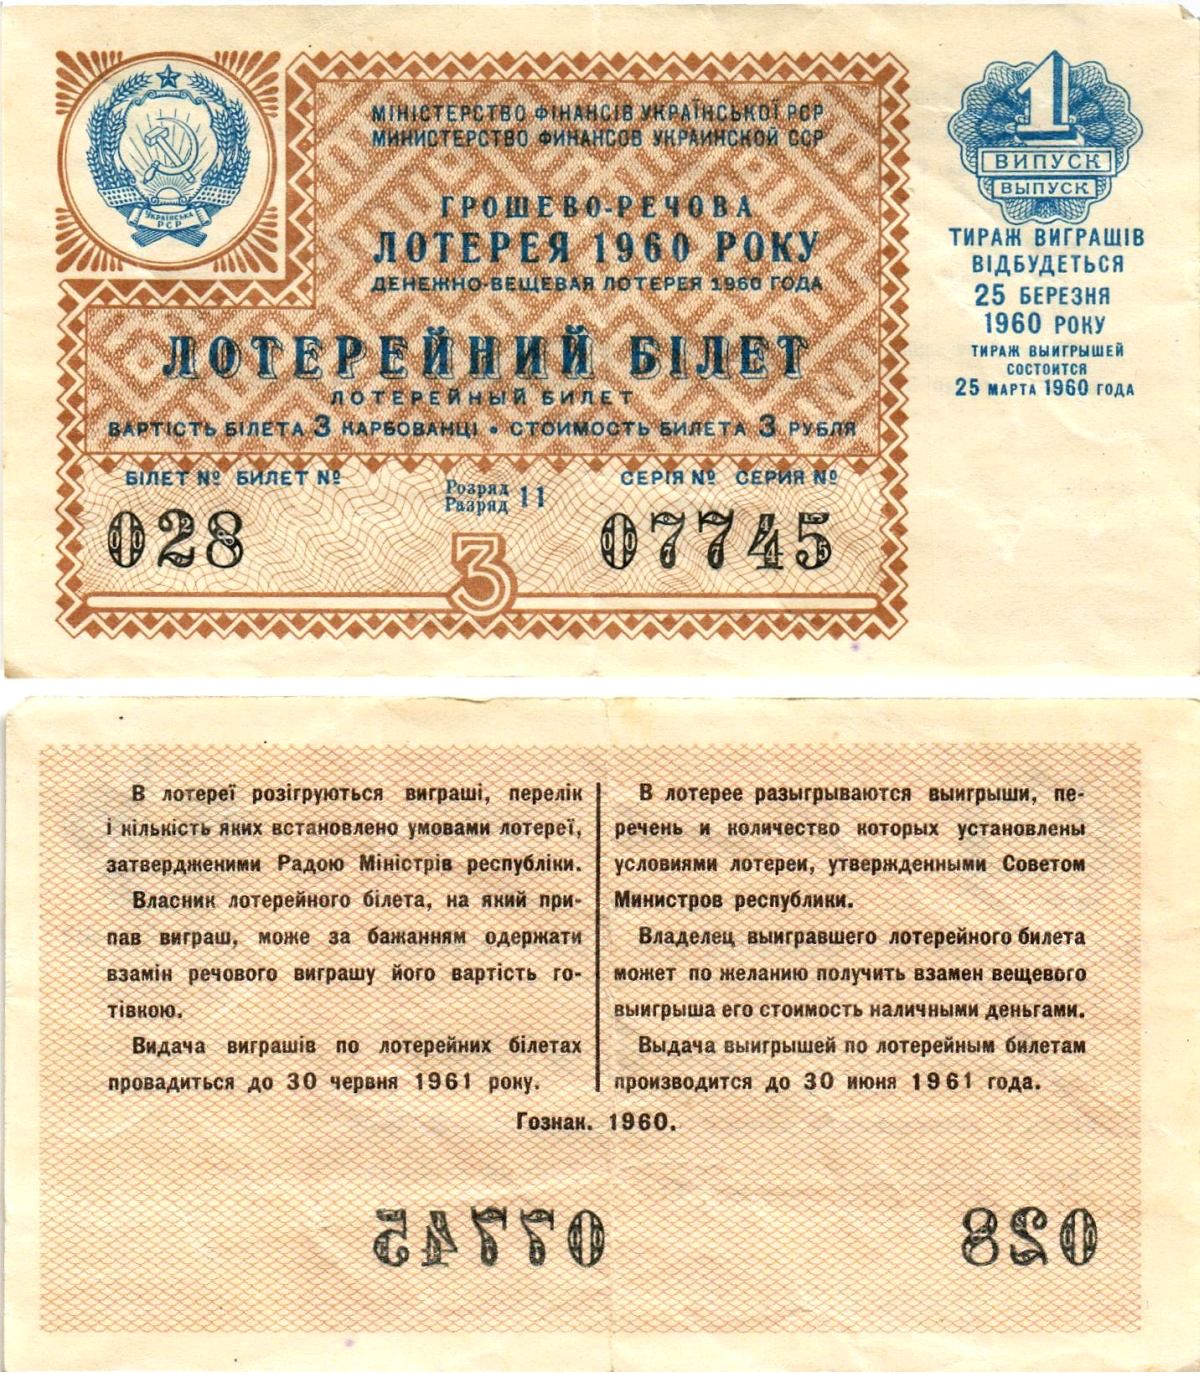 УКРАЇНСЬКА
РСР
МІНІСТЕРСТВО ФІНАНСІВ УКРАЇНСЬКОЇ РСР
МИНИСТЕРСТВО ФИНАНСОВ УКРАИНСКОЙ ССР
ГРОШЕВО-РЕЧОВА
ЛОТЕРЕЯ 1960 РОКУ
ДЕНЕЖНО-ВЕЩЕВАЯ ЛОТЕРЕЯ 1960 ГОДА
ЛОТЕРЕЙНИЙ БІЛЕТ
ЛОТЕРЕЙНЫЙ БИЛЕТ
ВАРТІСТЬ БІЛЕТА 3 КАРБОВАНЦІ • СТОИМОСТЬ БИЛЕТА 3 РУБЛЯ
БІЛЕТ № БИЛЕТ №
028
Розряд
Разряд 11
СЕРІЯ № СЕРИЯ №
07745
3
1
ВИПУСК
ВЫПУСК
ТИРАЖ ВИГРАШІВ
ВІДБУДЕТЬСЯ
25 БЕРЕЗНЯ
1960 РОКУ
ТИРАЖ ВЫИГРЫШЕЙ
СОСТОИТСЯ
25 МАРТА 1960 ГОДА
В лотереї розігруються виграші, перелік
і кількість яких встановлено умовами лотереї,
затвердженими Радою Міністрів республіки.
Власник лотерейного білета, на який при-
пав виграш, може за бажанням одержати
взамін речового виграшу його вартість го-
тівкою.
Видача виграшів по лотерейних білетах
провадиться до 30 червня 1961 року.
В лотерее разыгрываются выигрыши, пе-
речень и количество которых установлены
условиями лотереи, утвержденными Советом
Министров республики.
Владелец выигравшего лотерейного билета
может по желанию получить взамен вещевого
выигрыша его стоимость наличными деньгами.
Выдача выигрышей по лотерейным билетам
производится до 30 июня 1961 года.
Гознак. 1960.
07745
028